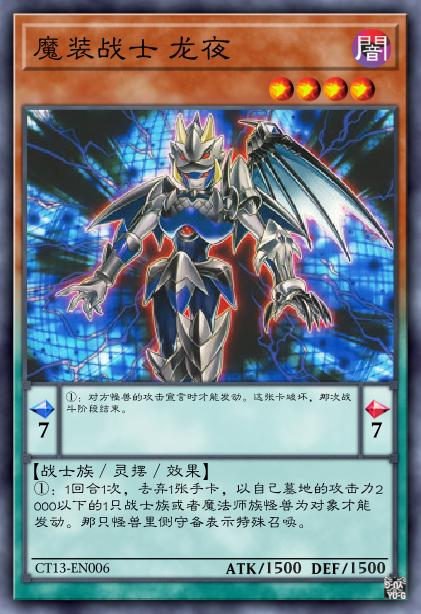 魔装战士 龙夜
闇
①：对方怪兽的攻击宣言时才能发动。这张卡破坏，那次战
斗阶段结束。
7
7
【战士族／灵摆／效果】
①：1回合1次，丢弃1张手卡，以自己墓地的攻击力2
000以下的1只战士族或者魔法师族怪兽为对象才能
发动。那只怪兽里侧守备表示特殊召唤。
CT13-EN006
ATK/1500 DEF/1500